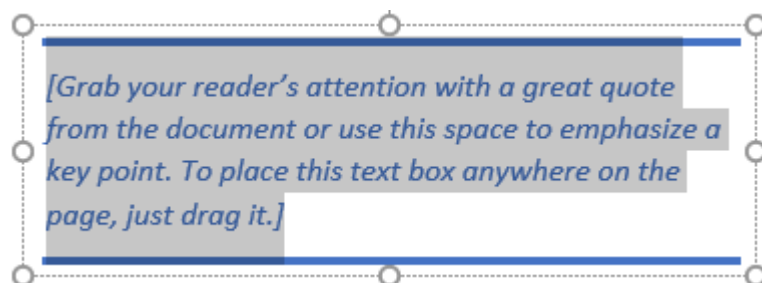 [Grab your reader’s attention with a great quote
from the document or use this space to emphasize a
key point. To place this text box anywhere on the
page, just drag it.]